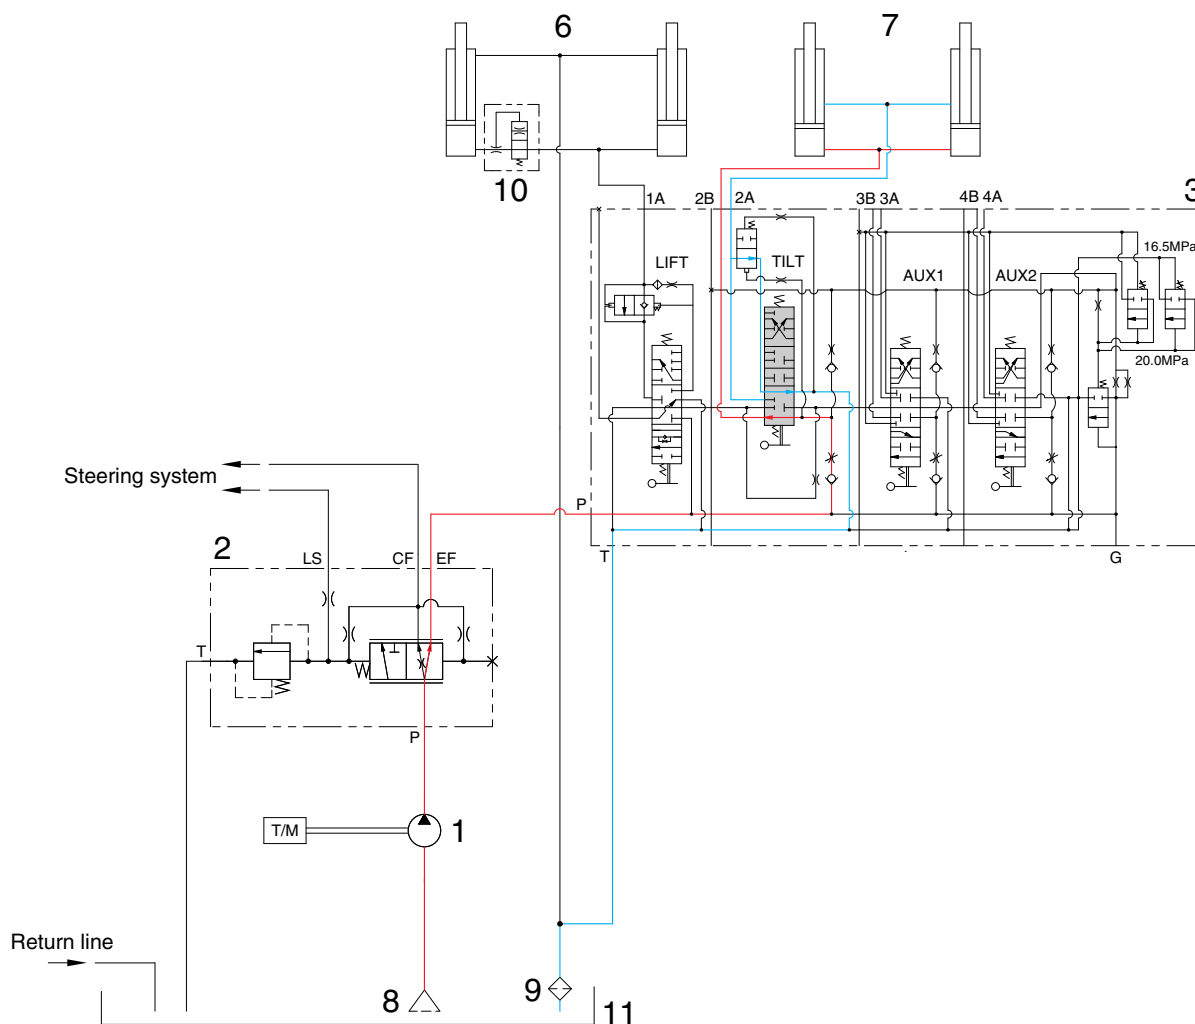 6
7
10
1A
2B
2A
3B
3A
4B
4A
3
16.5MPa
LIFT
TILT
AUX1
AUX2
20.0MPa
Steering system
P
2
LS
CF
EF
T
G
T
P
T/M
1
Return line
8
9
11